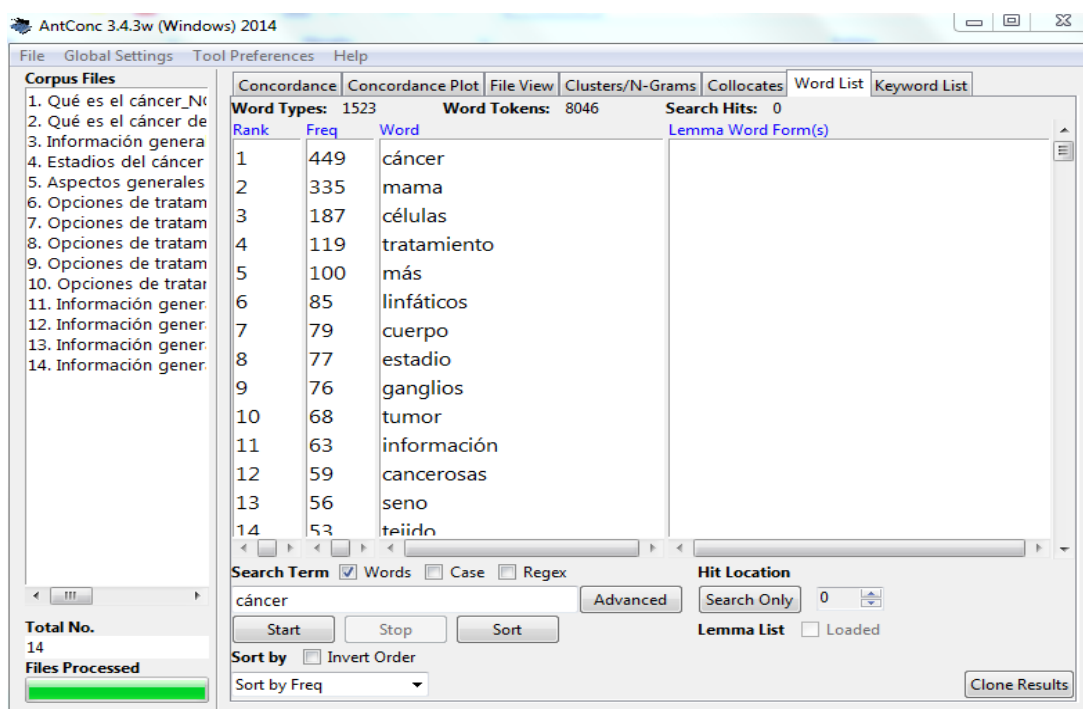 AntConc 3.4.3w (Windows) 2014
File Global Settings Tool Preferences Help
Corpus Files
1. Qué es el cáncer_N
2. Qué es el cáncer de
3. Información genera
4. Estadios del cáncer
5. Aspectos generales
6. Opciones de tratam
7. Opciones de tratam
8. Opciones de tratam
9. Opciones de tratam
10. Opciones de tratar
11. Información gener
12. Información gener
13. Información gener
14. Información gener
Total No.
14
Files Processed
Concordance Concordance Plot File View Clusters/N-Grams Collocates Word List Keyword List
Word Types: 1523 Word Tokens: 8046 Search Hits: 0
Rank Freq Word Lemma Word Form(s)
1 449 cáncer
2 335 mama
3 187 células
4 119 tratamiento
5 100 más
6 85 linfáticos
7 79 cuerpo
8 77 estadio
9 76 ganglios
10 68 tumor
11 63 información
12 59 cancerosas
13 56 seno
14 53 tejido
Search Term Words Case Regex Hit Location
cáncer Advanced Search Only 0
Start Stop Sort Lemma List Loaded
Sort by Invert Order
Sort by Freq Clone Results